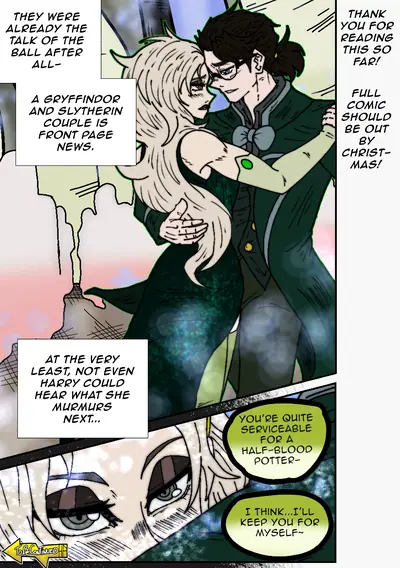 THEY WERE
ALREADY THE
TALK OF THE
BALL AFTER
ALL~
A GRYFFINDOR
AND SLYTHERIN
COUPLE IS
FRONT PAGE
NEWS.
THANK
YOU FOR
READING
THIS SO
FAR!
FULL
COMIC
SHOULD
BE OUT
BY
CHRIST-
MAS!
AT THE VERY
LEAST, NOT EVEN
HARRY COULD
HEAR WHAT SHE
MURMURS
NEXT...
YOU'RE QUITE
SERVICEABLE
FOR A
HALF-BLOOD
POTTER~
I THINK...I'LL
KEEP YOU FOR
MYSELF~